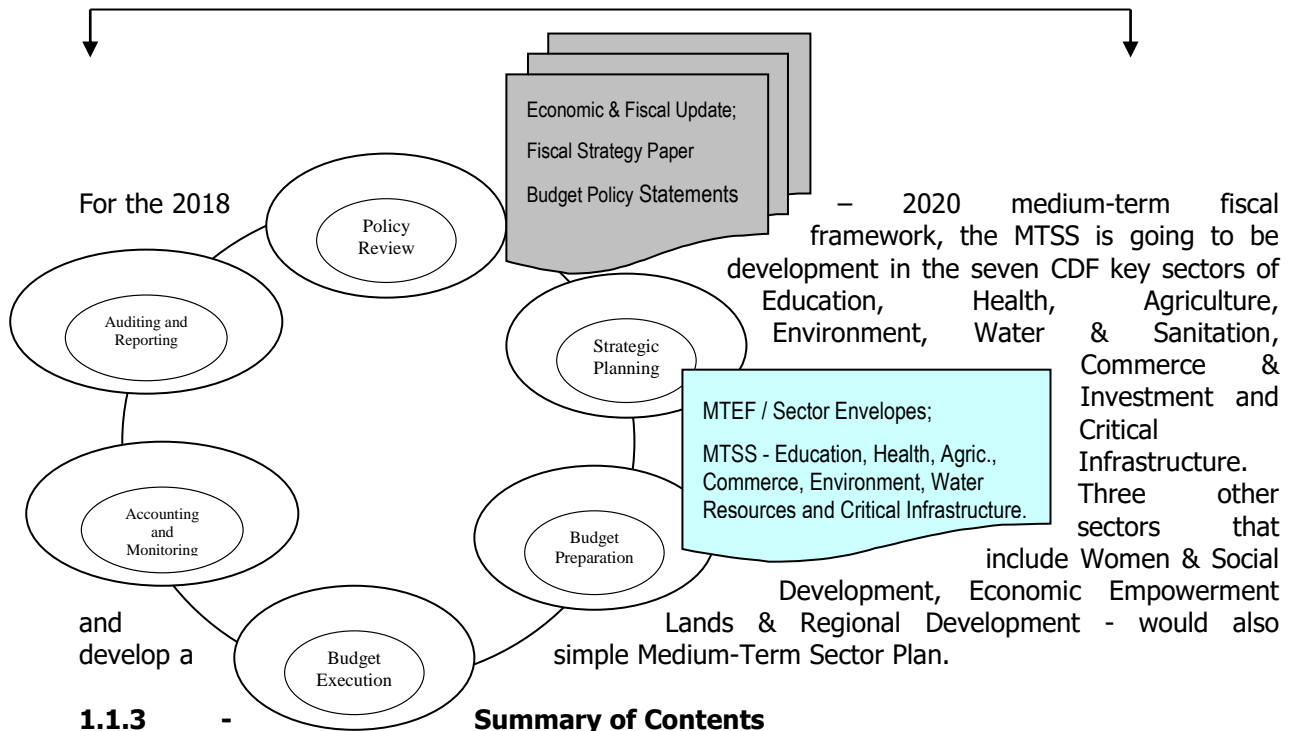 Economic & Fiscal Update;
Fiscal Strategy Paper
Budget Policy Statements
Policy
Review
Auditing and
Reporting
Strategic
Planning
MTEF / Sector Envelopes;
MTSS - Education, Health, Agric.,
Commerce, Environment, Water
Resources and Critical Infrastructure.
Accounting
and
Monitoring
Budget
Preparation
Budget
Execution
For the 2018 – 2020 medium-term fiscal
framework, the MTSS is going to be
development in the seven CDF key sectors of
Education, Health, Agriculture,
Environment, Water & Sanitation,
Commerce &
Investment and
Critical
Infrastructure.
Three other
sectors that
include Women & Social
Development, Economic Empowerment
and Lands & Regional Development - would also
develop a simple Medium-Term Sector Plan.
1.1.3 - Summary of Contents